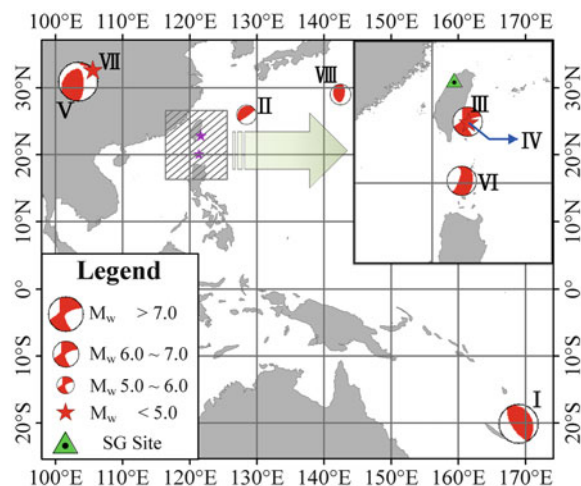 100°E 110°E 120°E 130°E 140°E 150°E 160°E 170°E
30°N
20°N
10°N
0°
10°S
20°S
VII
V
II
VIII
III
IV
VI
I
Legend
Mw > 7.0
Mw 6.0 ~ 7.0
Mw 5.0 ~ 6.0
Mw < 5.0
SG Site
30°N
20°N
10°N
0°
10°S
20°S
100°E 110°E 120°E 130°E 140°E 150°E 160°E 170°E